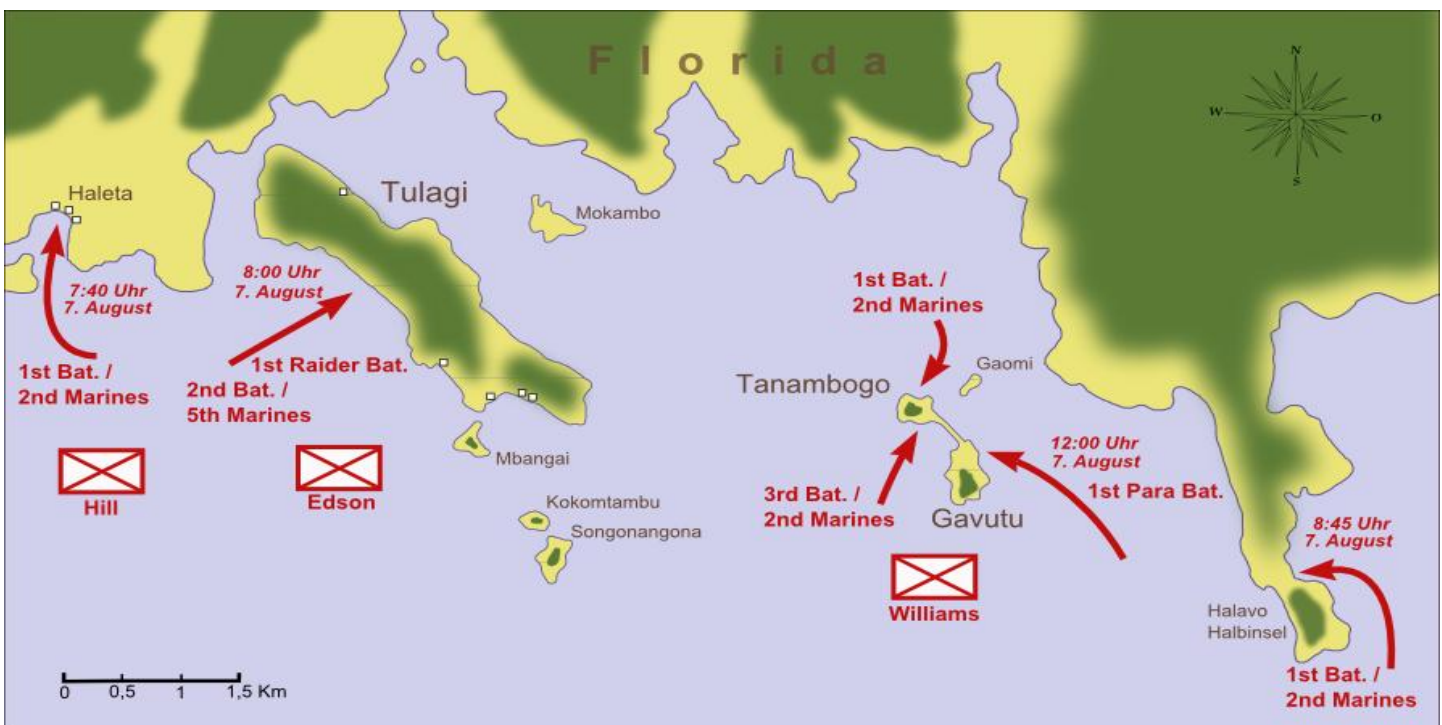 Florida
N
W
O
S
Haleta
Tulagi
Mokambo
7:40 Uhr
7. August
8:00 Uhr
7. August
1st Bat. /
2nd Marines
1st Raider Bat.
2nd Bat. /
5th Marines
Hill
Edson
Mbangai
Kokomtambu
Songonangona
1st Bat. /
2nd Marines
Gaomi
Tanambogo
12:00 Uhr
7. August
1st Para Bat.
3rd Bat. /
2nd Marines
Gavutu
Williams
8:45 Uhr
7. August
Halavo
Halbinsel
1st Bat. /
2nd Marines
0 0,5 1 1,5 Km